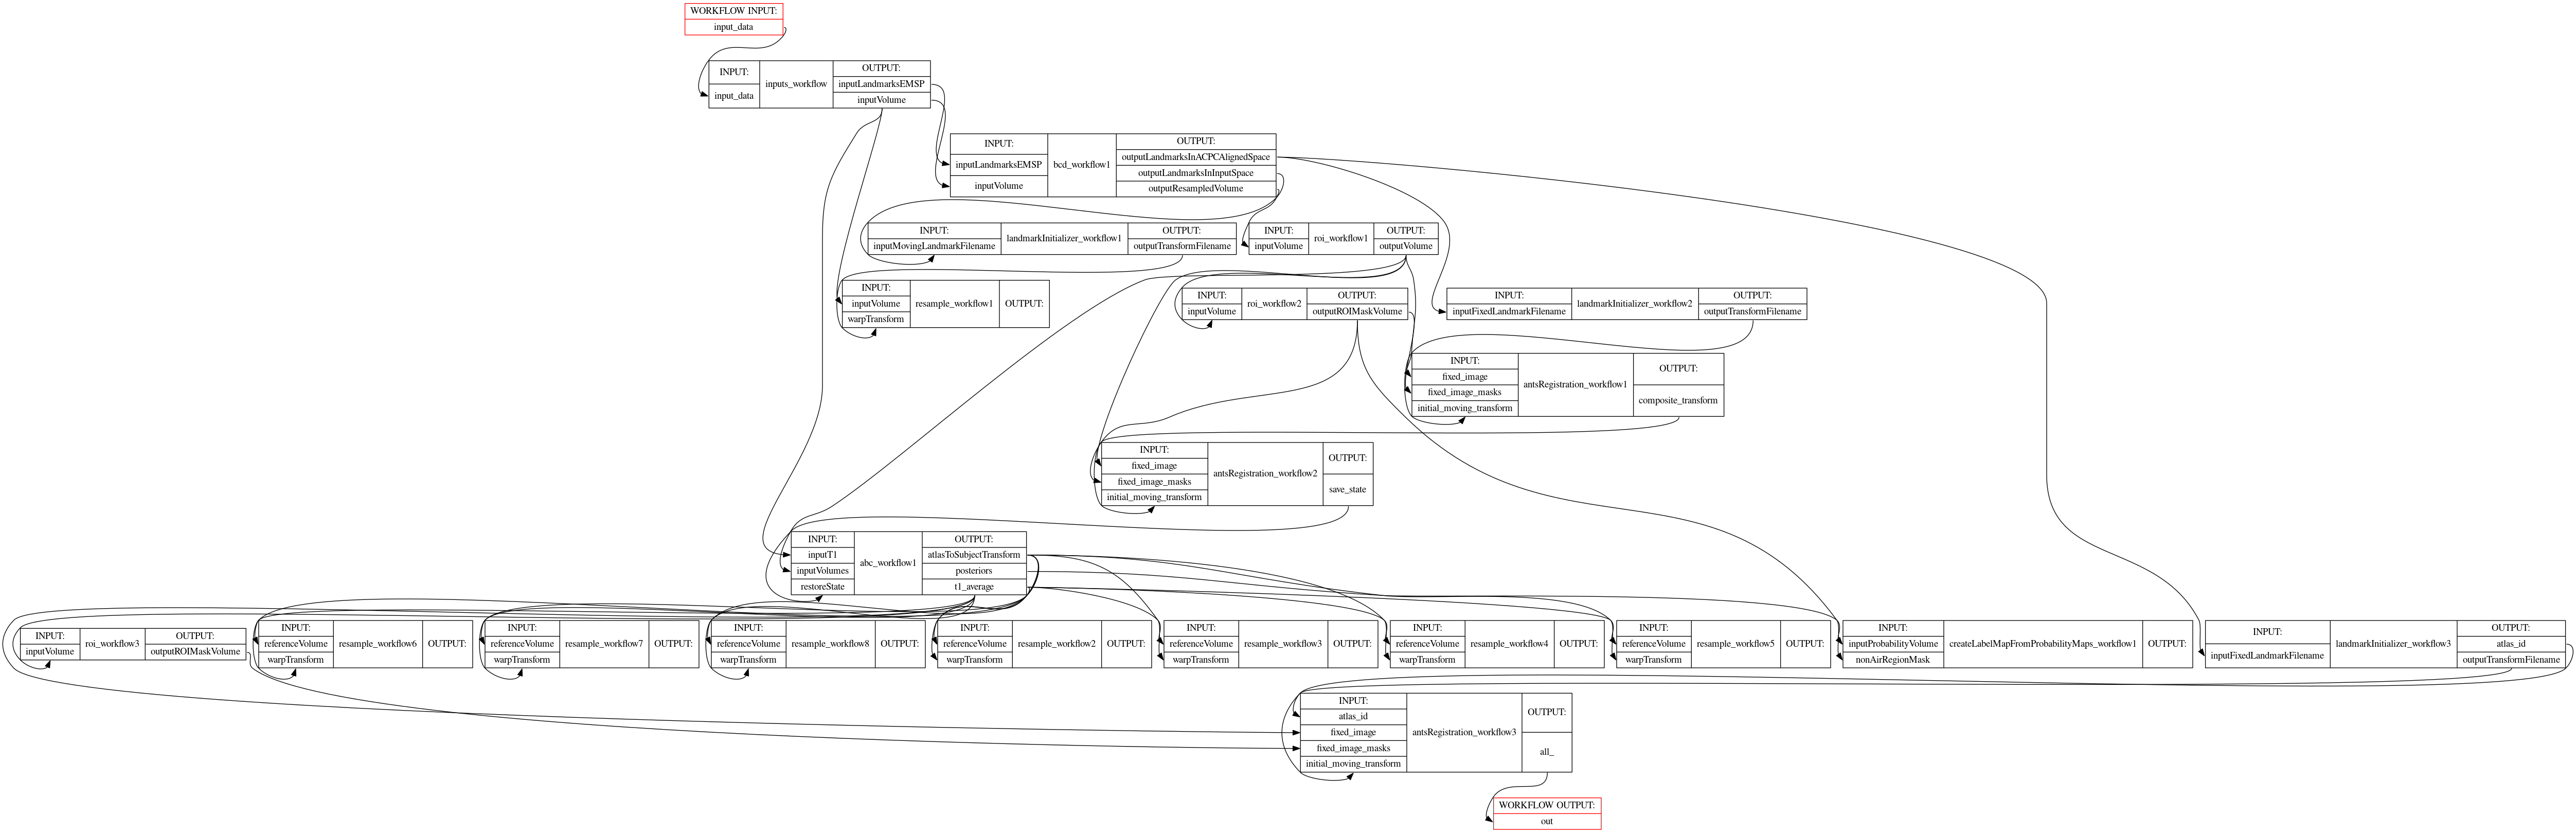 WORKFLOW INPUT:
input_data
INPUT:
input_data
inputs_workflow
OUTPUT:
inputLandmarksEMSP
inputVolume
INPUT:
inputLandmarksEMSP
inputVolume
bcd_workflow1
OUTPUT:
outputLandmarksInACPCAlignedSpace
outputLandmarksInInputSpace
outputResampledVolume
INPUT:
inputMovingLandmarkFilename
landmarkInitializer_workflow1
OUTPUT:
outputTransformFilename
INPUT:
inputVolume
roi_workflow1
OUTPUT:
outputVolume
INPUT:
inputVolume
warpTransform
resample_workflow1
OUTPUT:
INPUT:
inputVolume
roi_workflow2
OUTPUT:
outputROIMaskVolume
INPUT:
inputFixedLandmarkFilename
landmarkInitializer_workflow2
OUTPUT:
outputTransformFilename
INPUT:
fixed_image
fixed_image_masks
initial_moving_transform
antsRegistration_workflow1
OUTPUT:
composite_transform
INPUT:
fixed_image
fixed_image_masks
initial_moving_transform
antsRegistration_workflow2
OUTPUT:
save_state
INPUT:
inputT1
inputVolumes
restoreState
abc_workflow1
OUTPUT:
atlasToSubjectTransform
posteriors
t1_average
INPUT:
inputVolume
roi_workflow3
OUTPUT:
outputROIMaskVolume
INPUT:
referenceVolume
warpTransform
resample_workflow6
OUTPUT:
INPUT:
referenceVolume
warpTransform
resample_workflow7
OUTPUT:
INPUT:
referenceVolume
warpTransform
resample_workflow8
OUTPUT:
INPUT:
referenceVolume
warpTransform
resample_workflow2
OUTPUT:
INPUT:
referenceVolume
warpTransform
resample_workflow3
OUTPUT:
INPUT:
referenceVolume
warpTransform
resample_workflow4
OUTPUT:
INPUT:
referenceVolume
warpTransform
resample_workflow5
OUTPUT:
INPUT:
inputProbabilityVolume
nonAirRegionMask
createLabelMapFromProbabilityMaps_workflow1
OUTPUT:
INPUT:
inputFixedLandmarkFilename
landmarkInitializer_workflow3
OUTPUT:
atlas_id
outputTransformFilename
INPUT:
atlas_id
fixed_image
fixed_image_masks
initial_moving_transform
antsRegistration_workflow3
OUTPUT:
all_
WORKFLOW OUTPUT:
out